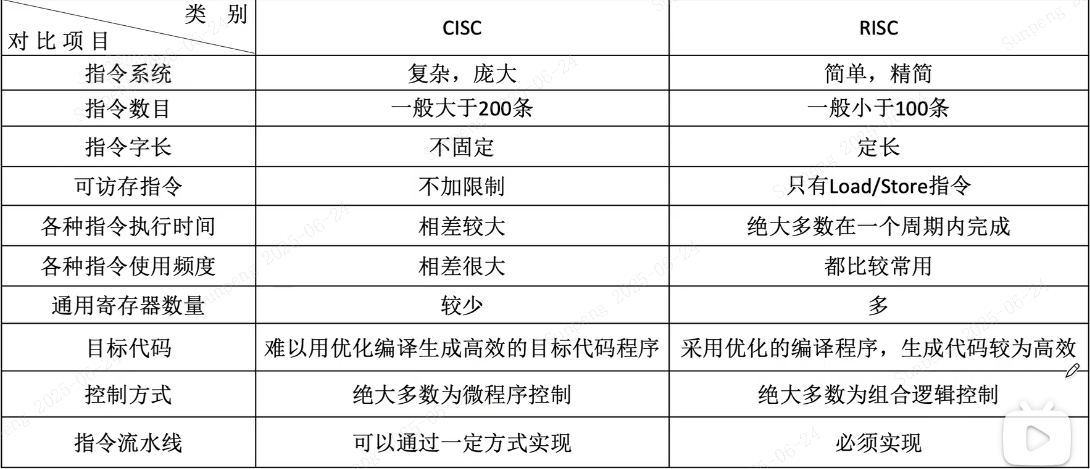 类 别
对比项目
CISC
RISC
指令系统
复杂，庞大
简单，精简
指令数目
一般大于200条
一般小于100条
指令字长
不固定
定长
可访存指令
不加限制
只有Load/Store指令
各种指令执行时间
相差较大
绝大多数在一个周期内完成
各种指令使用频度
相差很大
都比较常用
通用寄存器数量
较少
多
目标代码
难以用优化编译生成高效的目标代码程序
采用优化的编译程序，生成代码较为高效
控制方式
绝大多数为微程序控制
绝大多数为组合逻辑控制
指令流水线
可以通过一定方式实现
必须实现
Sunpeng 2025-06-24